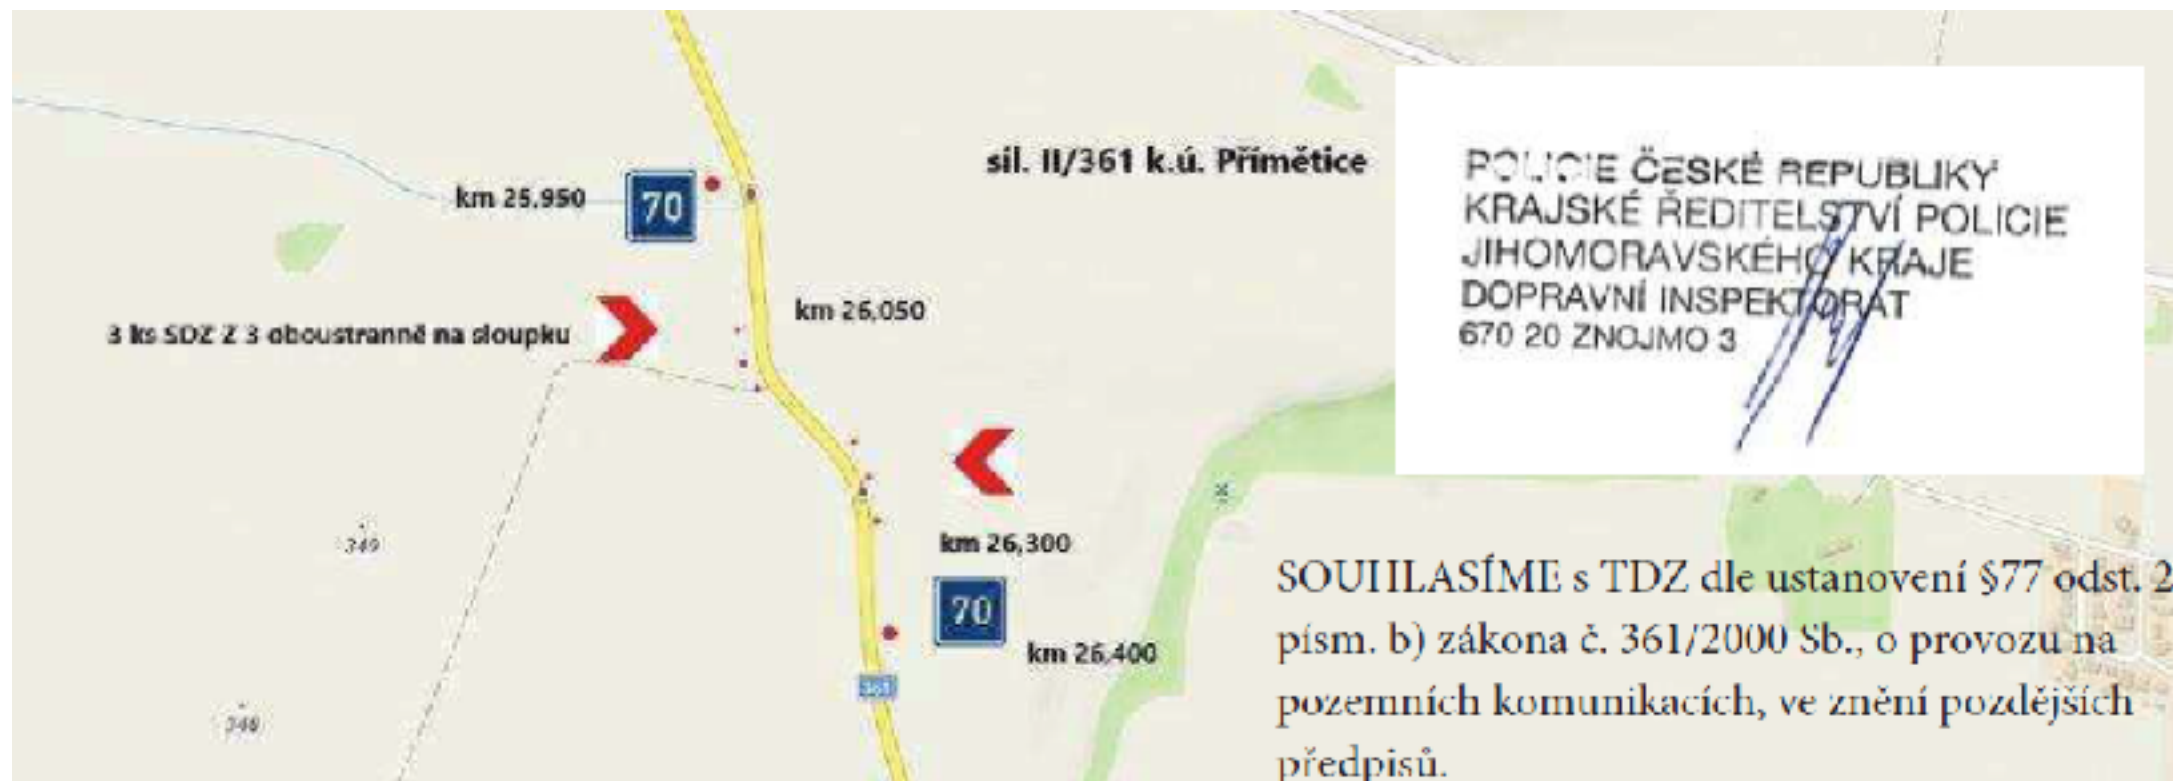 síl. II/361 k.ú. Přímětice
km 25,950
70
km 26,050
3 ks SDZ Z 3 oboustranně na sloupku
km 26,300
70
km 26,400
361
349
348
POLICIE ČESKÉ REPUBLIKY
KRAJSKÉ ŘEDITELSTVÍ POLICIE
JIHOMORAVSKÉHO KRAJE
DOPRAVNÍ INSPEKTORÁT
670 20 ZNOJMO 3
SOUHLASÍME s TDZ dle ustanovení §77 odst. 2
písm. b) zákona č. 361/2000 Sb., o provozu na
pozemních komunikacích, ve znění pozdějších
předpisů.